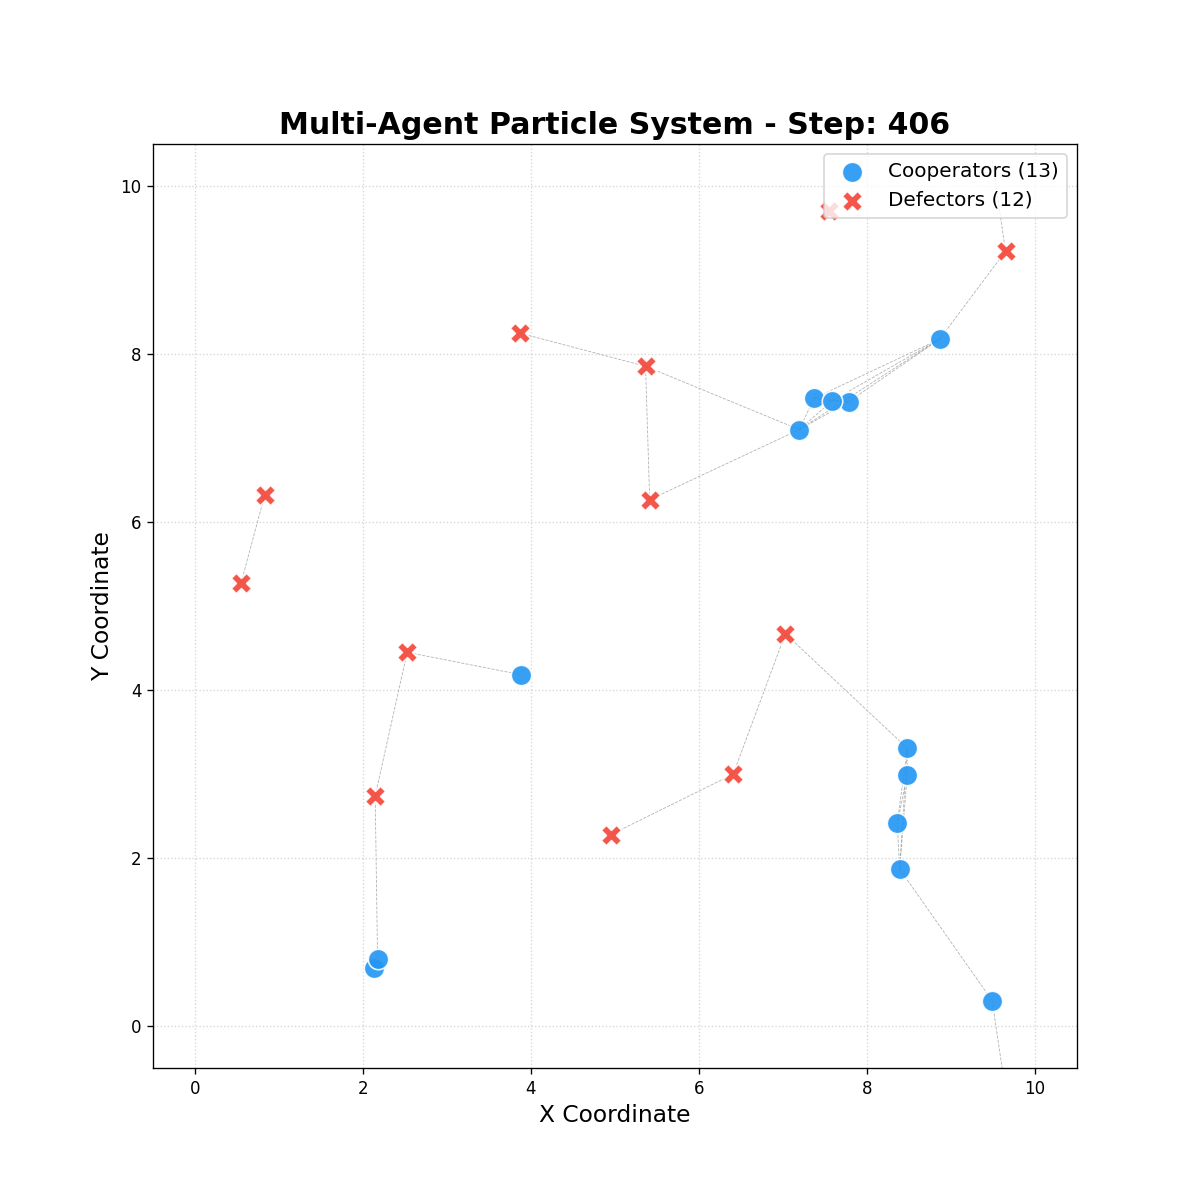 Multi-Agent Particle System - Step: 406
Cooperators (13)
Defectors (12)
10
8
6
4
2
0
Y Coordinate
0 2 4 6 8 10
X Coordinate